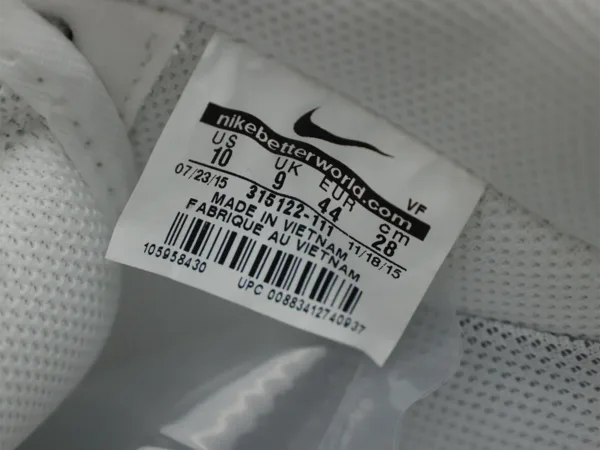 nikebetterworld.com
VF
US UK EUR cm
10 9 44 28
07/23/15 315122-111 11/18/15
MADE IN VIETNAM
FABRIQUE AU VIETNAM
105958430
UPC 00883412740937